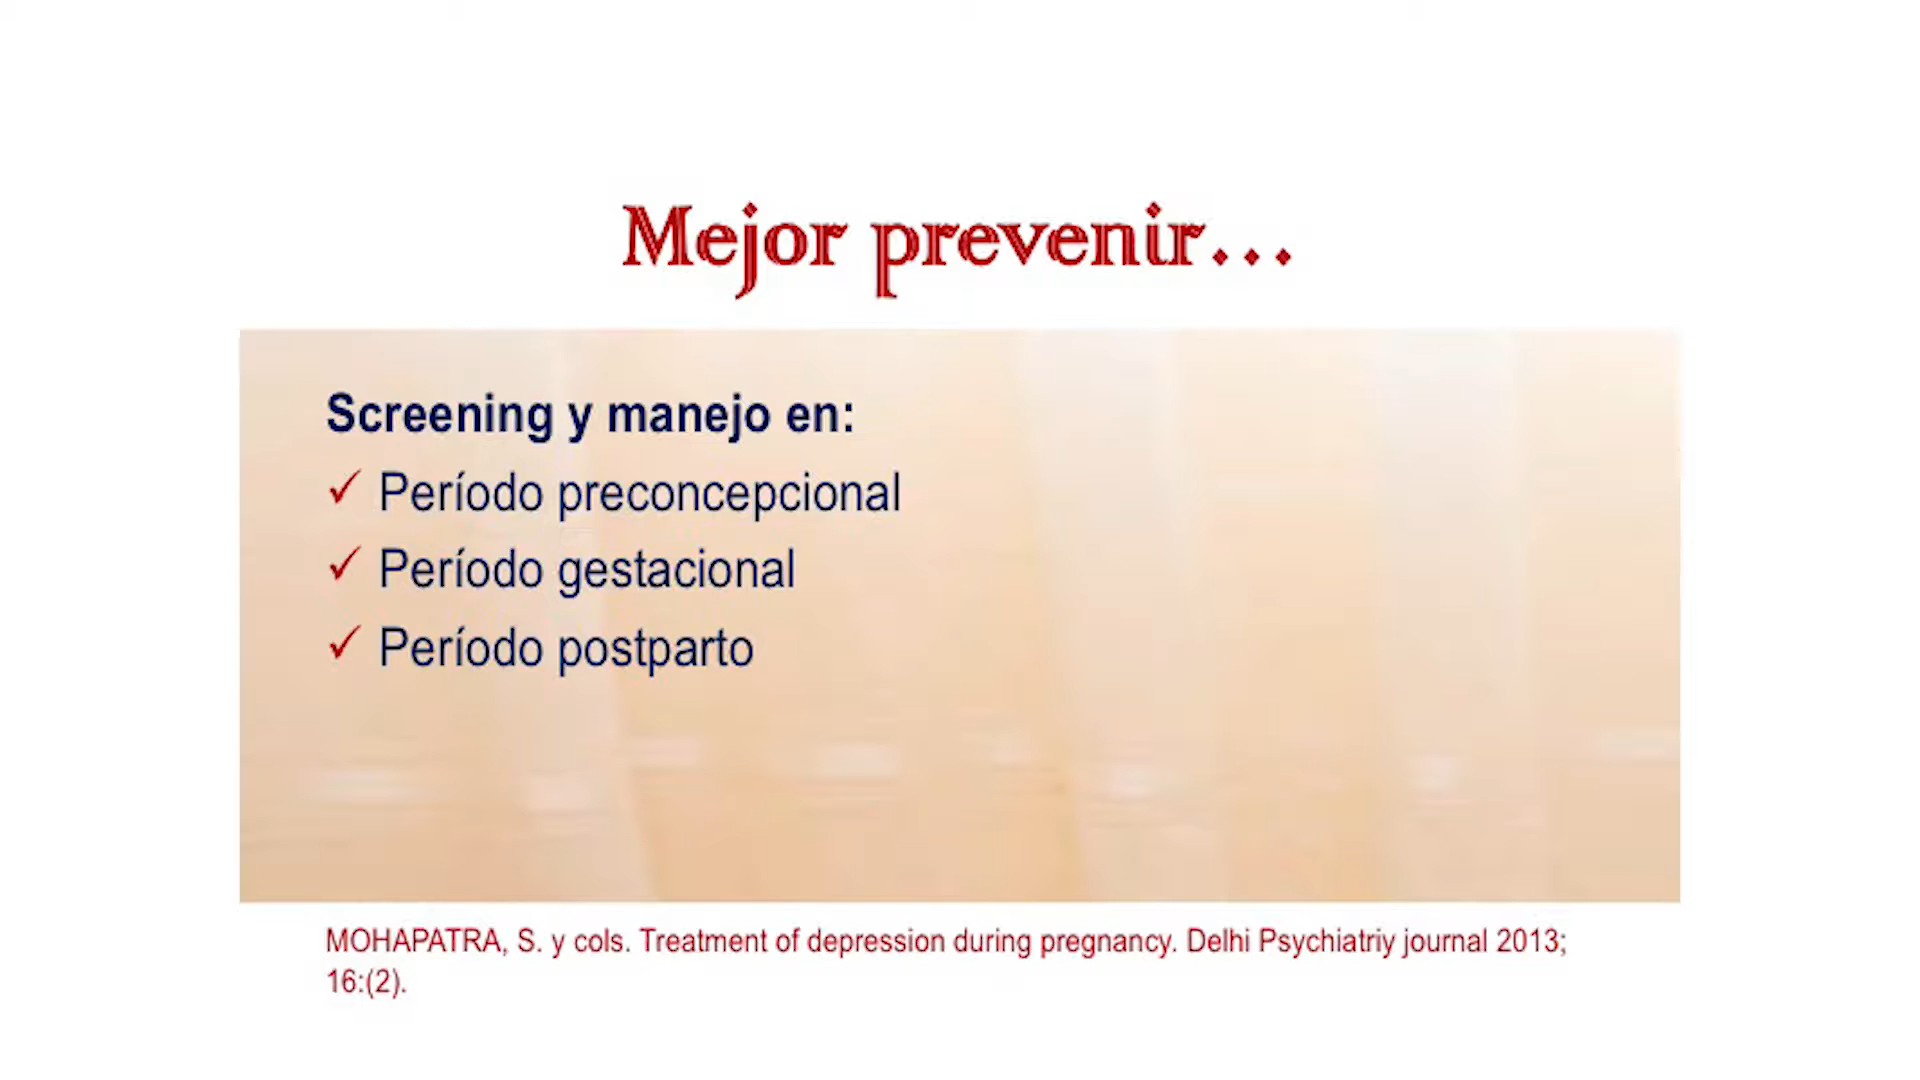 Mejor prevenir...
Screening y manejo en:
✓ Período preconcepcional
✓ Período gestacional
✓ Período postparto
MOHAPATRA, S. y cols. Treatment of depression during pregnancy. Delhi Psychiatriy journal 2013;
16:(2).